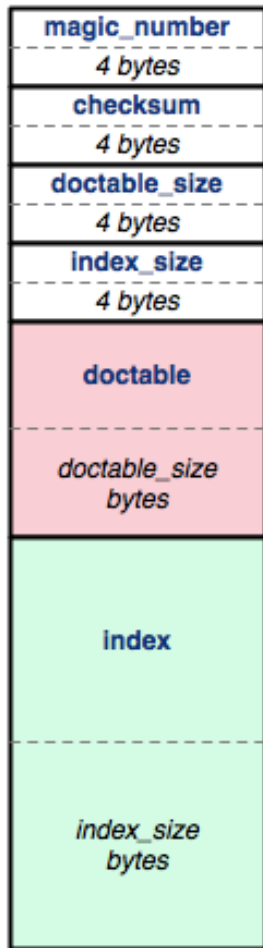 magic_number
4 bytes
checksum
4 bytes
doctable_size
4 bytes
index_size
4 bytes
doctable
doctable_size
bytes
index
index_size
bytes